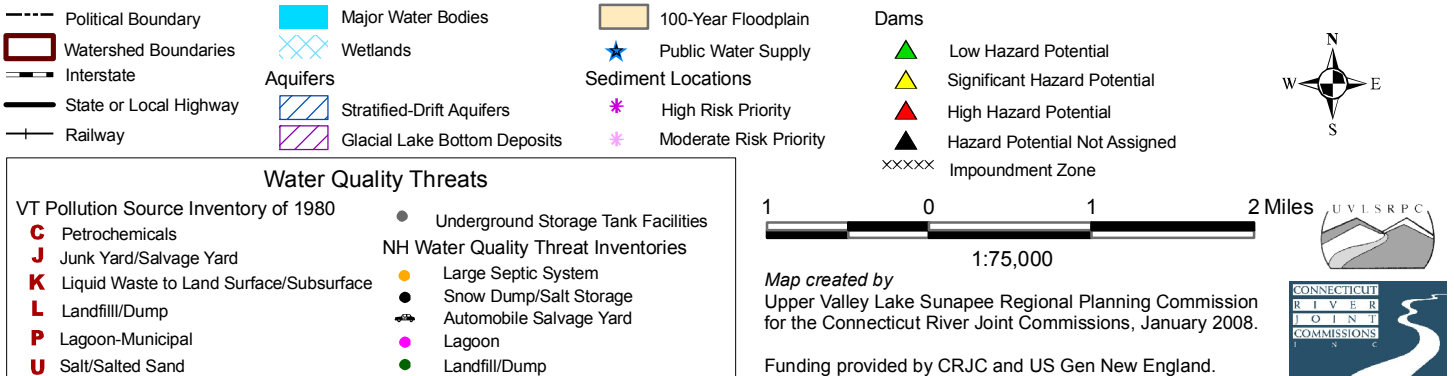 Political Boundary
Watershed Boundaries
Interstate
State or Local Highway
Railway
Major Water Bodies
Wetlands
Aquifers
Stratified-Drift Aquifers
Glacial Lake Bottom Deposits
100-Year Floodplain
Public Water Supply
Sediment Locations
High Risk Priority
Moderate Risk Priority
Dams
Low Hazard Potential
Significant Hazard Potential
High Hazard Potential
Hazard Potential Not Assigned
Impoundment Zone
N
W E
S
Water Quality Threats
VT Pollution Source Inventory of 1980
C Petrochemicals
J Junk Yard/Salvage Yard
K Liquid Waste to Land Surface/Subsurface
L Landfilll/Dump
P Lagoon-Municipal
U Salt/Salted Sand
Underground Storage Tank Facilities
NH Water Quality Threat Inventories
Large Septic System
Snow Dump/Salt Storage
Automobile Salvage Yard
Lagoon
Landfill/Dump
1 0 1 2 Miles
1:75,000
Map created by
Upper Valley Lake Sunapee Regional Planning Commission
for the Connecticut River Joint Commissions, January 2008.
Funding provided by CRJC and US Gen New England.
UVLSRPC
CONNECTICUT
RIVER
JOINT
COMMISSIONS
INC